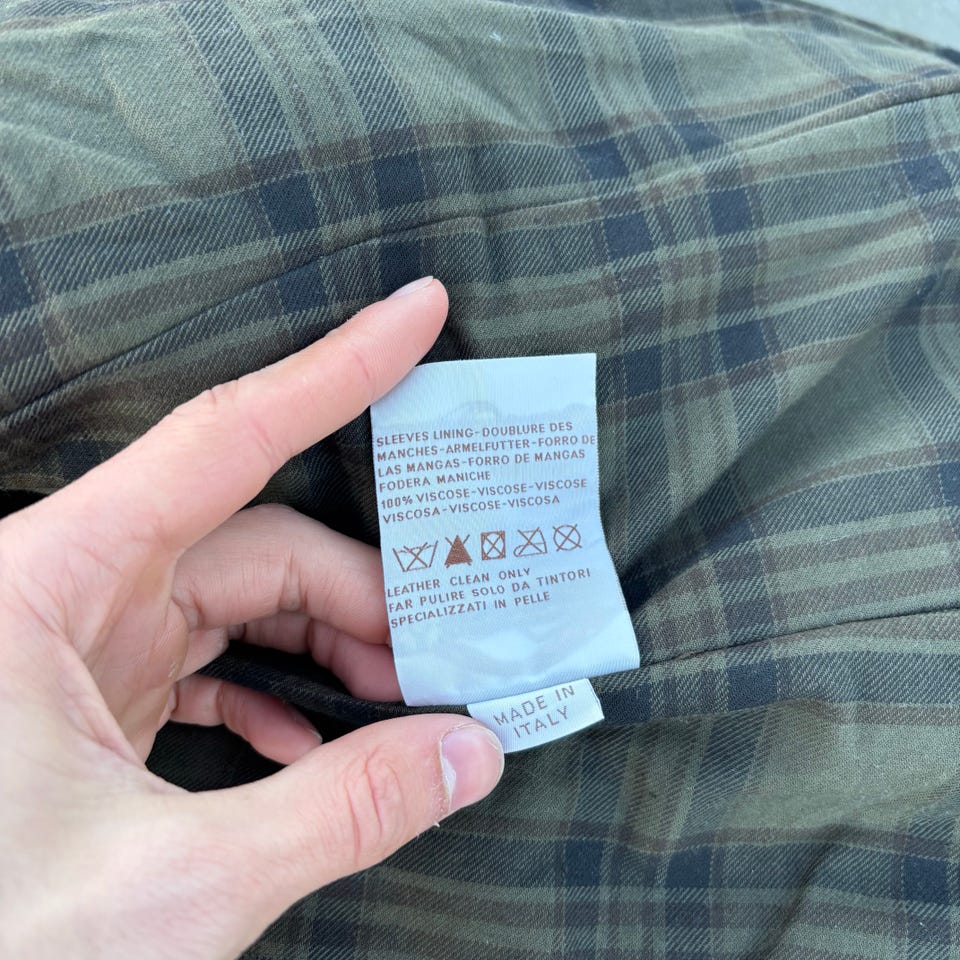 SLEEVES LINING-DOUBLURE DES
MANCHES-ARMELFUTTER-FORRO DE
LAS MANGAS-FORRO DE MANGAS
FODERA MANICHE
100% VISCOSE-VISCOSE-VISCOSE
VISCOSA-VISCOSE-VISCOSA
LEATHER CLEAN ONLY
FAR PULIRE SOLO DA TINTORI
SPECIALIZZATI IN PELLE
MADE IN
ITALY